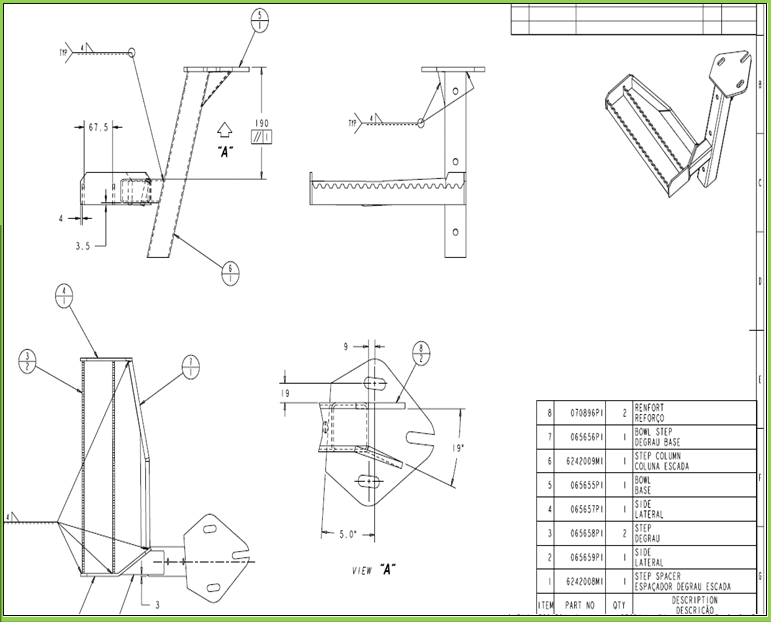 5
1
TYP 4
190
// 1
67.5
"A"
4
3.5
6
1
TYP 4
B
C
D
E
F
G
4
1
3
2
7
1
4
3
9
8
2
19
19°
5.0°
VIEW "A"
8 070896P1 2 RENFORT
REFORÇO
7 065656P1 1 BOWL STEP
DEGRAU BASE
6 6242009M1 1 STEP COLUMN
COLUNA ESCADA
5 065655P1 1 BOWL
BASE
4 065657P1 1 SIDE
LATERAL
3 065658P1 2 STEP
DEGRAU
2 065659P1 1 SIDE
LATERAL
1 6242008M1 1 STEP SPACER
ESPAÇADOR DEGRAU ESCADA
ITEM PART NO QTY DESCRIPTION
DESCRICÃO